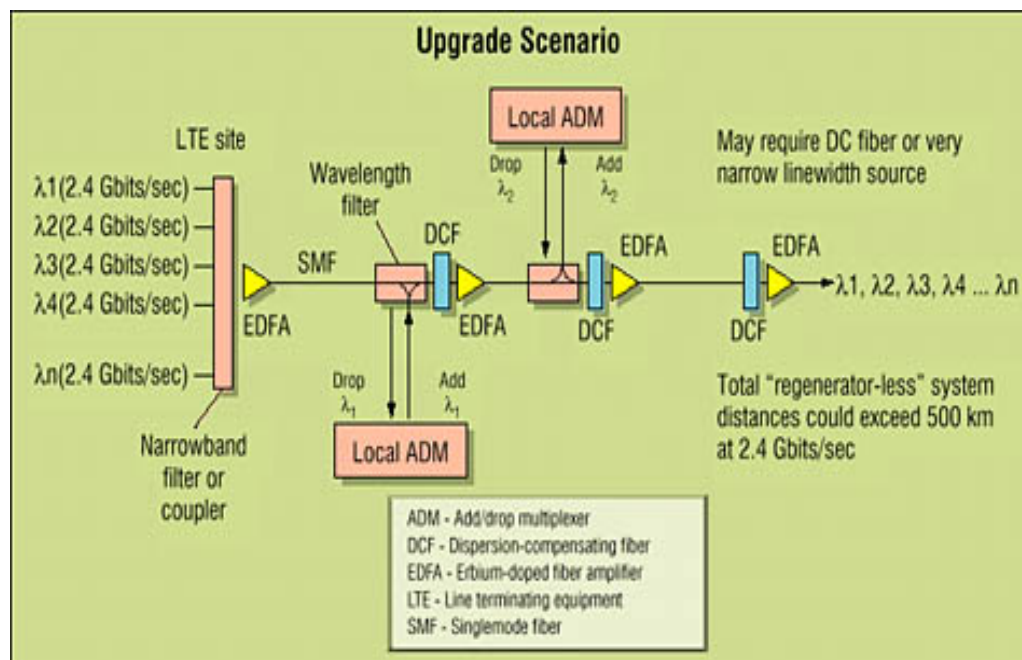 Upgrade Scenario
LTE site
λ1(2.4 Gbits/sec)
λ2(2.4 Gbits/sec)
λ3(2.4 Gbits/sec)
λ4(2.4 Gbits/sec)
λn(2.4 Gbits/sec)
Narrowband
filter or
coupler
EDFA
SMF
Wavelength
filter
DCF
EDFA
Drop
λ1
Add
λ1
Local ADM
Local ADM
Drop
λ2
Add
λ2
DCF
EDFA
DCF
EDFA
λ1, λ2, λ3, λ4 ... λn
May require DC fiber or very
narrow linewidth source
Total “regenerator-less” system
distances could exceed 500 km
at 2.4 Gbits/sec
ADM - Add/drop multiplexer
DCF - Dispersion-compensating fiber
EDFA - Erbium-doped fiber amplifier
LTE - Line terminating equipment
SMF - Singlemode fiber